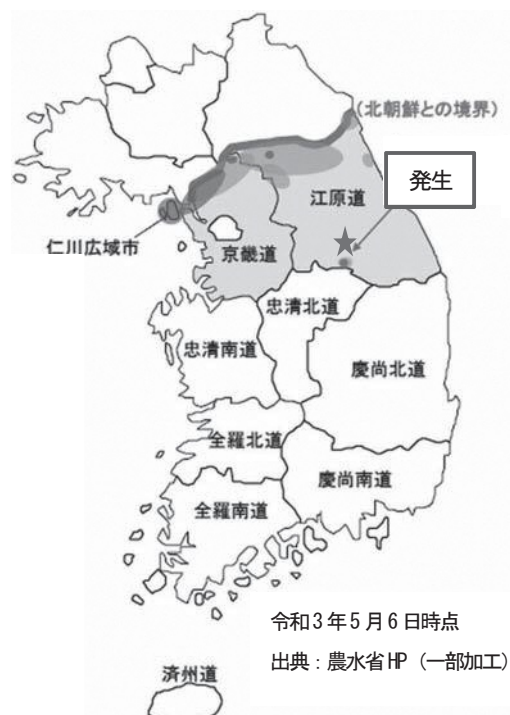 (北朝鮮との境界)
発生
江原道
仁川広域市
京畿道
忠清北道
忠清南道
慶尚北道
全羅北道
慶尚南道
全羅南道
令和3年5月6日時点
出典：農水省HP（一部加工）
済州道